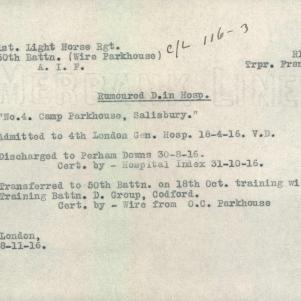 1st. Light Horse Rgt.
50th Battn. (Wire Parkhouse) C/L 116-3
A. I. F.
Trpr.
Rumoured D.in Hosp.
"No.4. Camp Parkhouse, Salisbury."
Admitted to 4th London Gen. Hosp. 18-4-16. V.D.
Discharged to Perham Downs 30-8-16.
Cert. by - Hospital Index 31-10-16.
Transferred to 50th Battn. on 18th Oct. training wi
Training Battn. D. Group, Codford.
Cert. by - Wire from O.C. Parkhouse
London,
8-11-16.